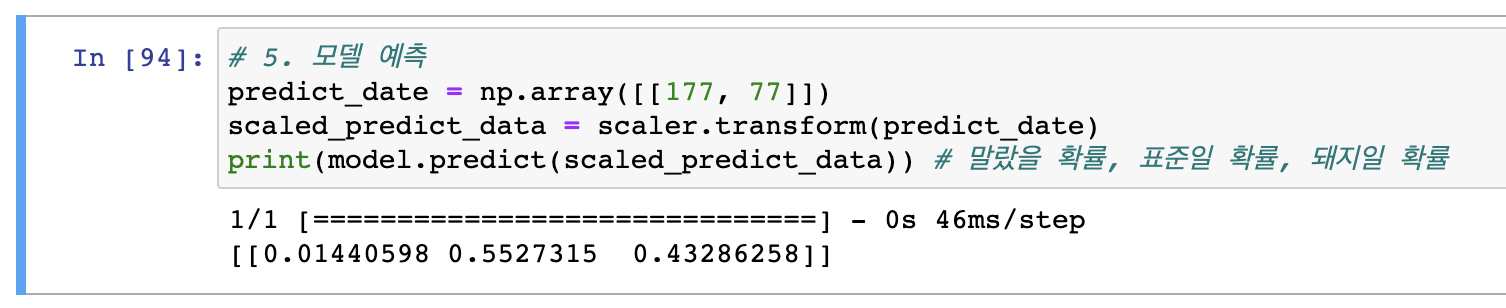 In [94]: # 5. 모델 예측
predict_date = np.array([[177, 77]])
scaled_predict_data = scaler.transform(predict_date)
print(model.predict(scaled_predict_data)) # 말랐을 확률, 표준일 확률, 돼지일 확률
1/1 [==============================] - 0s 46ms/step
[[0.01440598 0.5527315  0.43286258]]